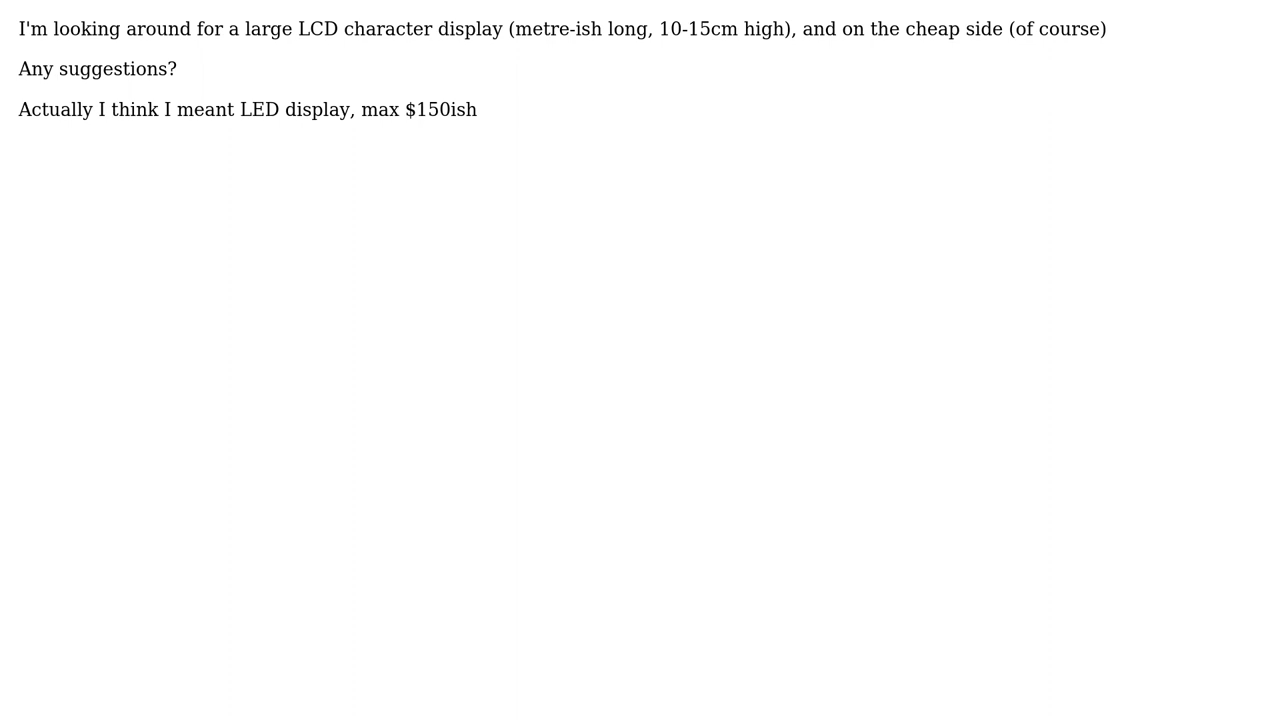 I'm looking around for a large LCD character display (metre-ish long, 10-15cm high), and on the cheap side (of course)
Any suggestions?
Actually I think I meant LED display, max $150ish